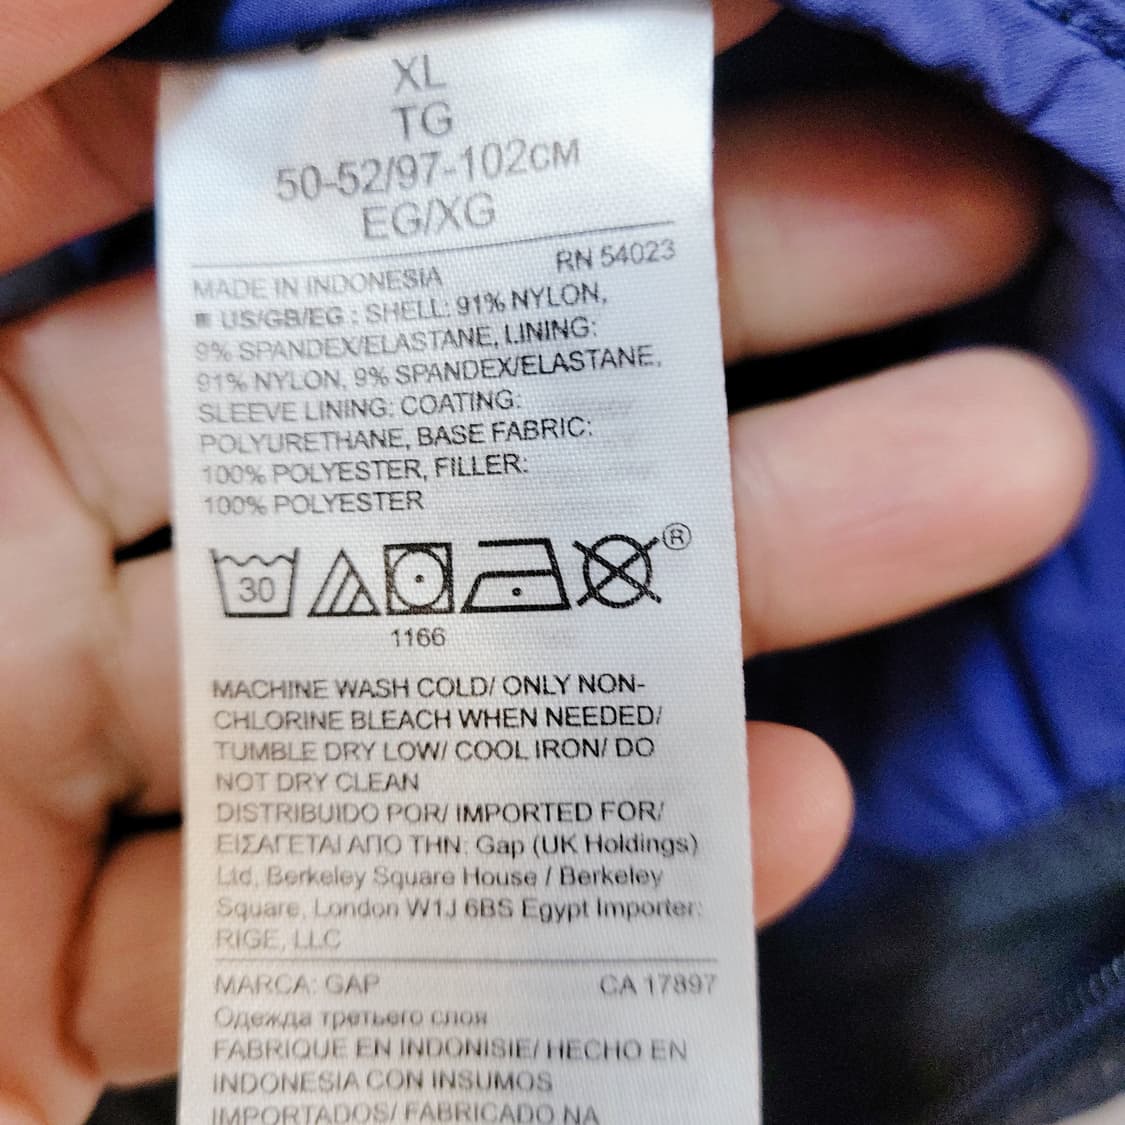 XL
TG
50-52/97-102CM
EG/XG
RN 54023
MADE IN INDONESIA
US/GB/EG : SHELL: 91% NYLON,
9% SPANDEX/ELASTANE, LINING:
91% NYLON, 9% SPANDEX/ELASTANE,
SLEEVE LINING: COATING:
POLYURETHANE, BASE FABRIC:
100% POLYESTER, FILLER:
100% POLYESTER
30
®
1166
MACHINE WASH COLD/ ONLY NON-
CHLORINE BLEACH WHEN NEEDED/
TUMBLE DRY LOW/ COOL IRON/ DO
NOT DRY CLEAN
DISTRIBUIDO POR/ IMPORTED FOR/
ΕΙΣΑΓΕΤΑΙ ΑΠΟ ΤΗΝ: Gap (UK Holdings)
Ltd, Berkeley Square House / Berkeley
Square, London W1J 6BS Egypt Importer:
RIGE, LLC
MARCA: GAP CA 17897
Одежда третьего слоя
FABRIQUE EN INDONISIE/ HECHO EN
INDONESIA CON INSUMOS
IMPORTADOS/ FABRICADO NA